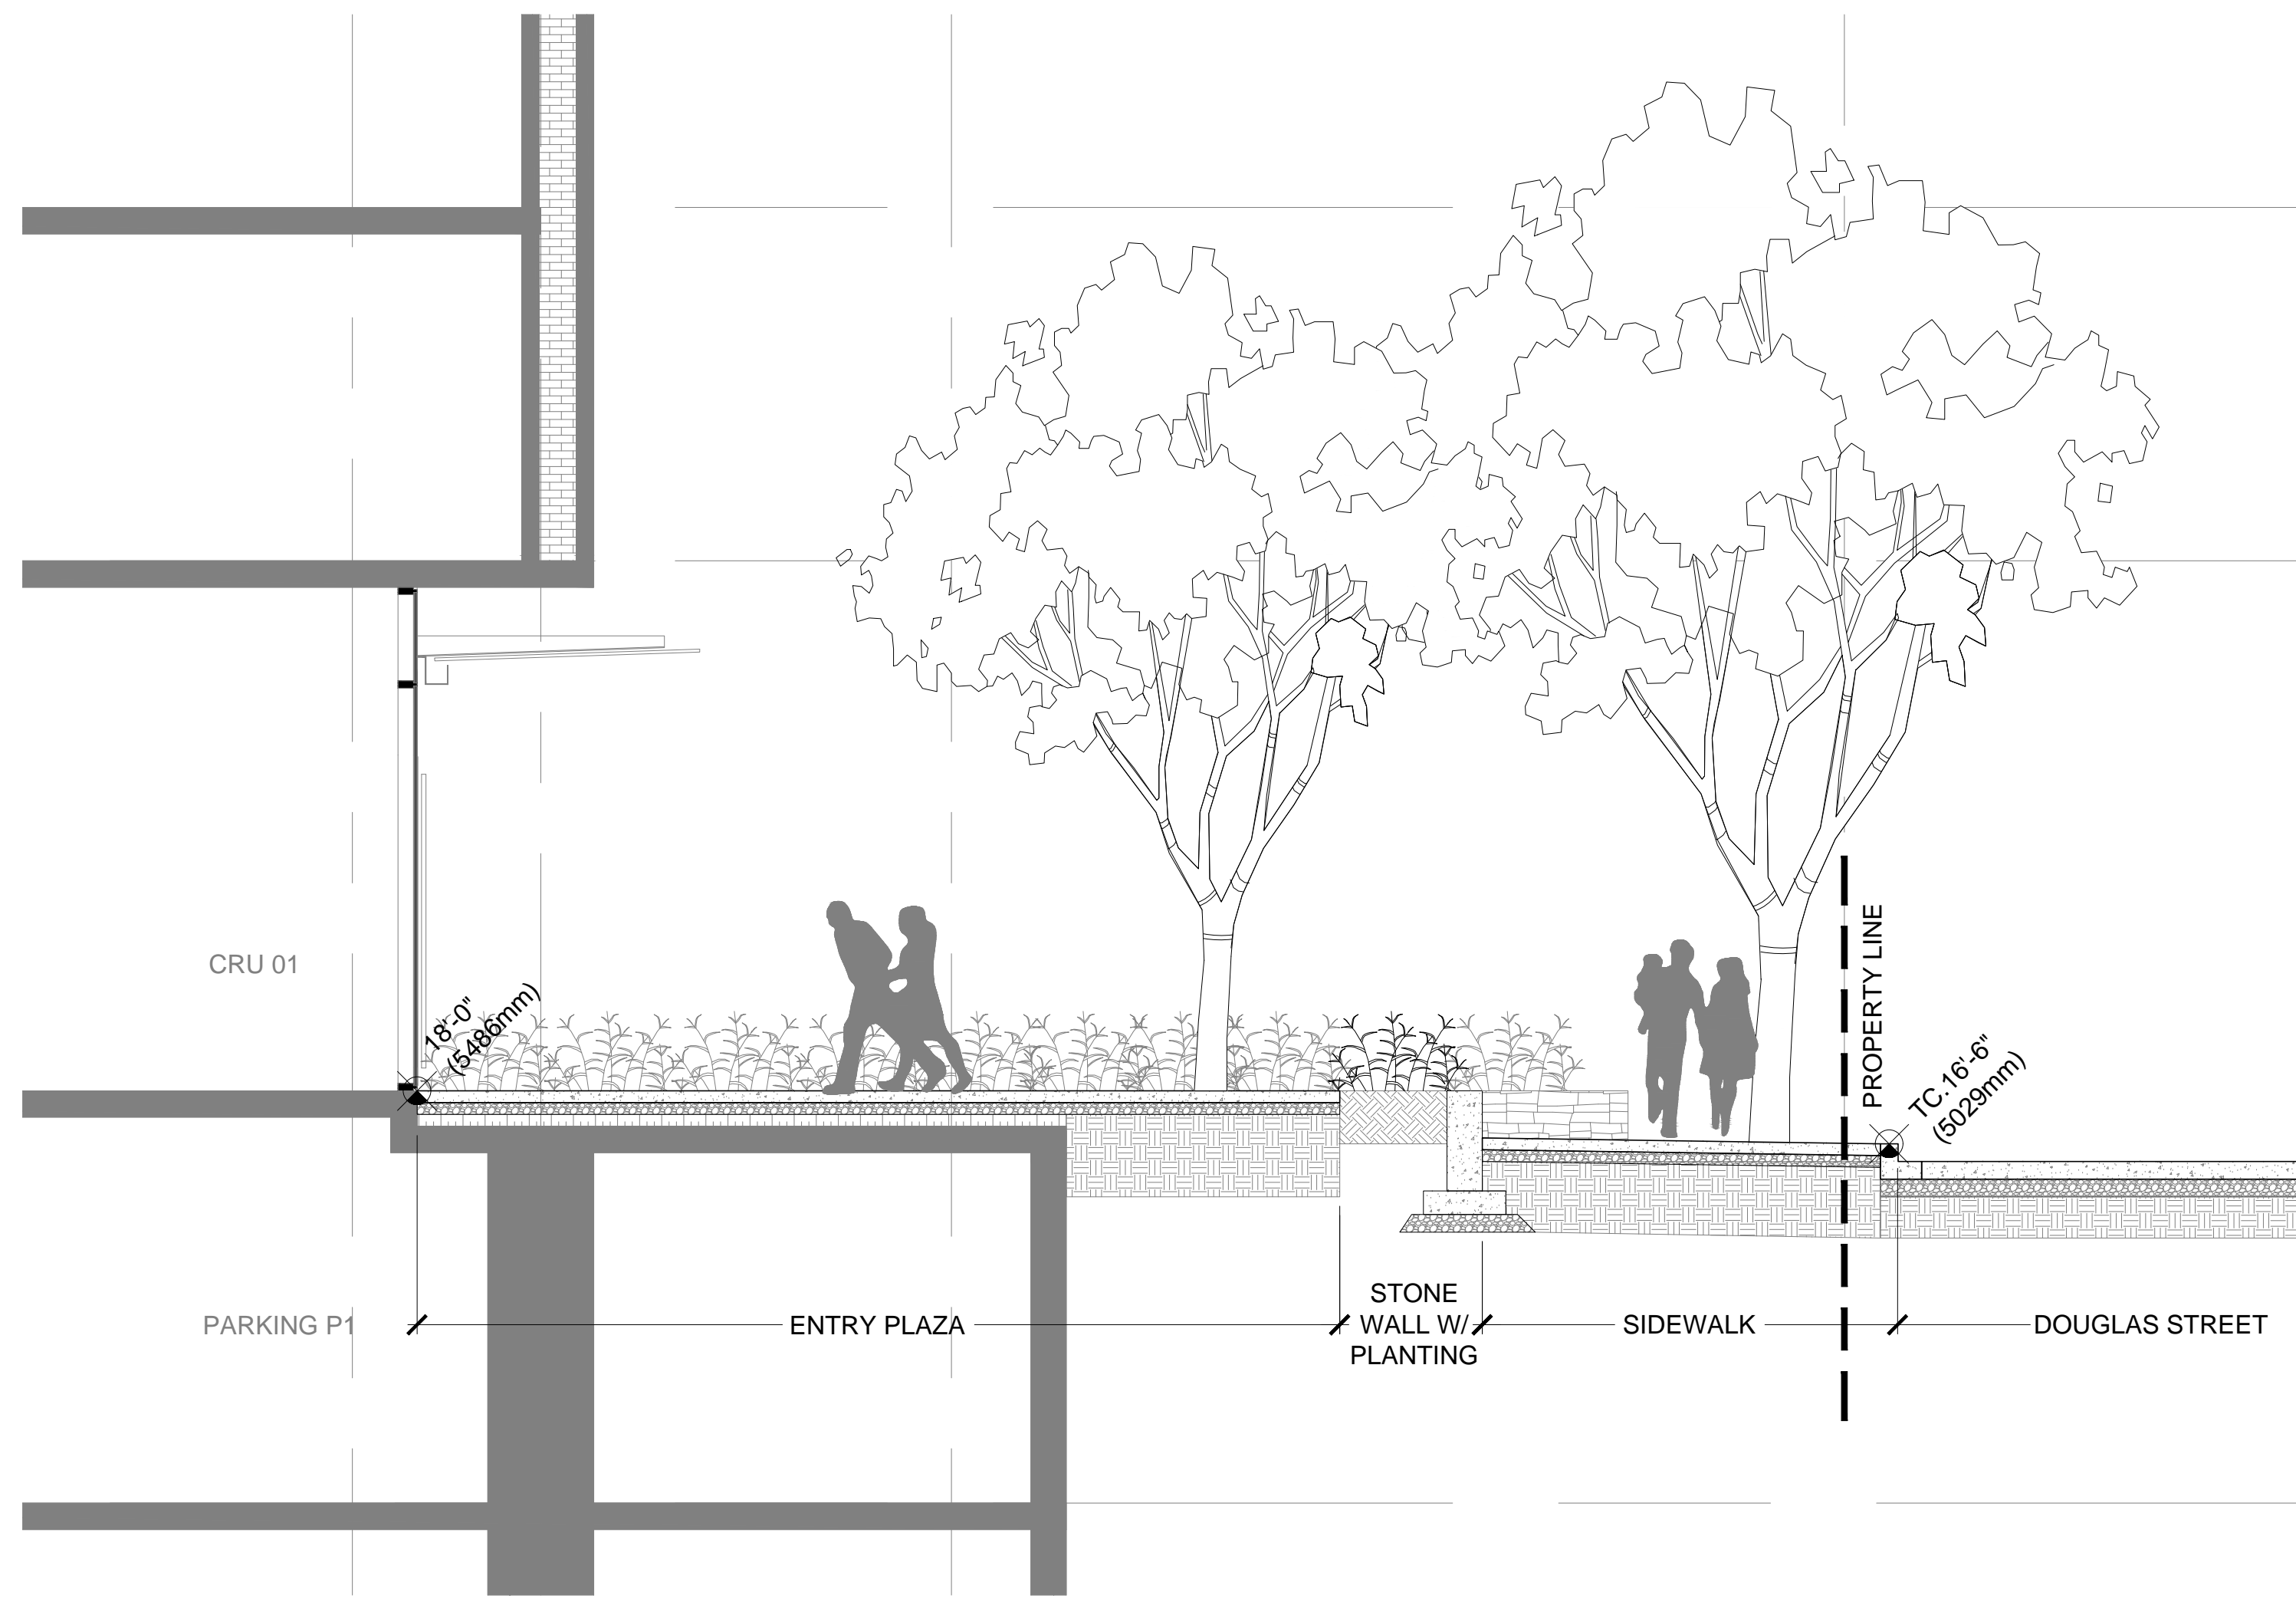 CRU 01
18'-0"
(5486mm)
PROPERTY LINE
TC.16'-6"
(5029mm)
PARKING P1
ENTRY PLAZA
STONE
WALL W/
PLANTING
SIDEWALK
DOUGLAS STREET